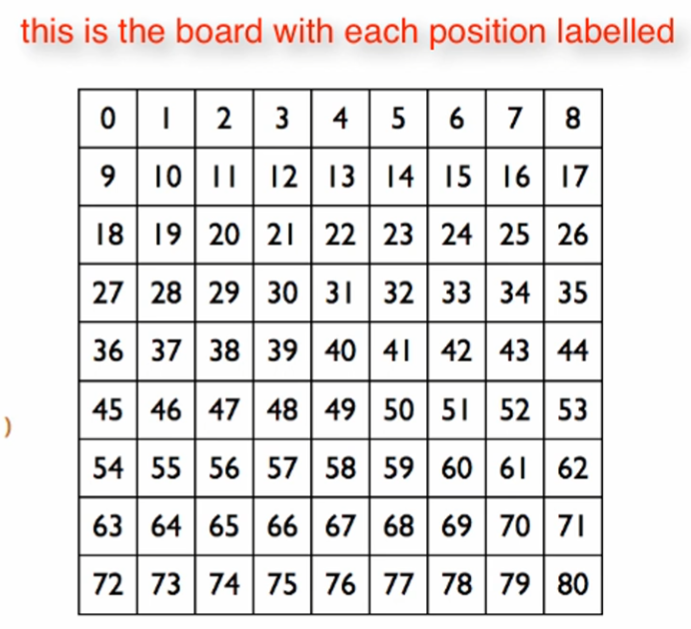 this is the board with each position labelled
0 1 2 3 4 5 6 7 8
9 10 11 12 13 14 15 16 17
18 19 20 21 22 23 24 25 26
27 28 29 30 31 32 33 34 35
36 37 38 39 40 41 42 43 44
)
45 46 47 48 49 50 51 52 53
54 55 56 57 58 59 60 61 62
63 64 65 66 67 68 69 70 71
72 73 74 75 76 77 78 79 80